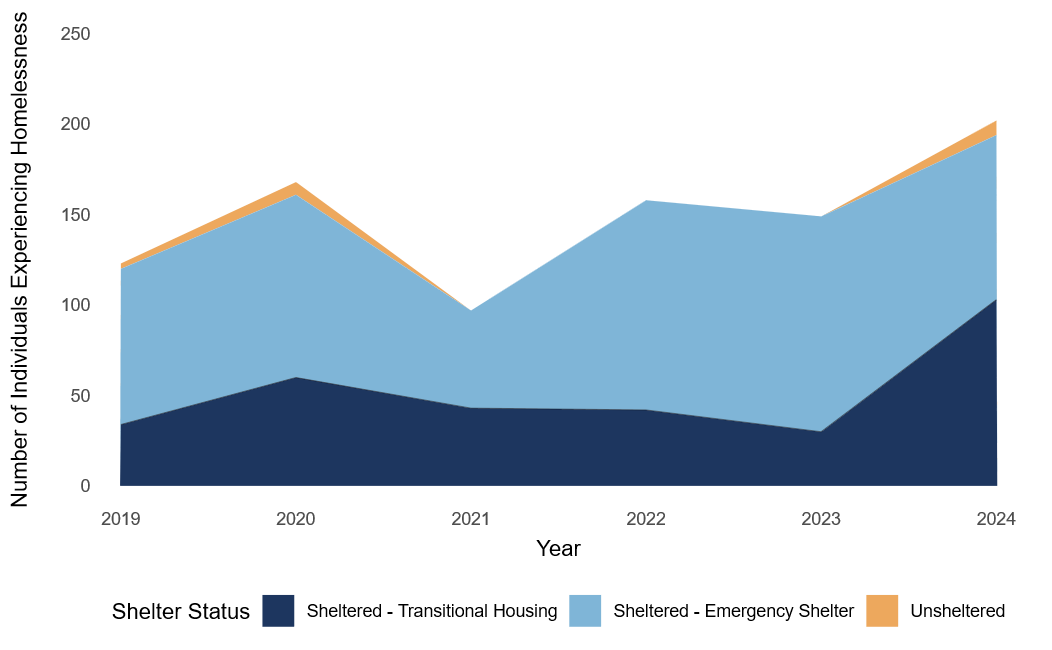 Number of Individuals Experiencing Homelessness
250
200
150
100
50
0
2019 2020 2021 2022 2023 2024
Year
Shelter Status Sheltered - Transitional Housing Sheltered - Emergency Shelter Unsheltered